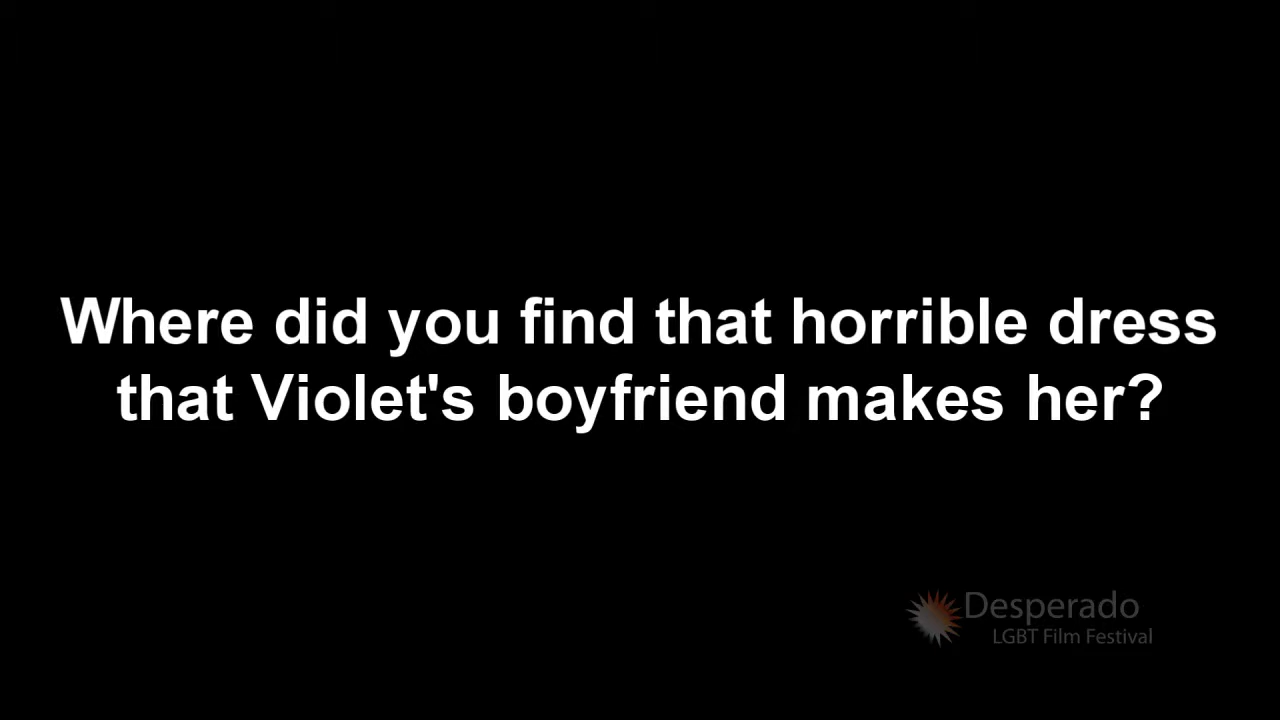 Where did you find that horrible dress
that Violet's boyfriend makes her?
Desperado
LGBT Film Festival